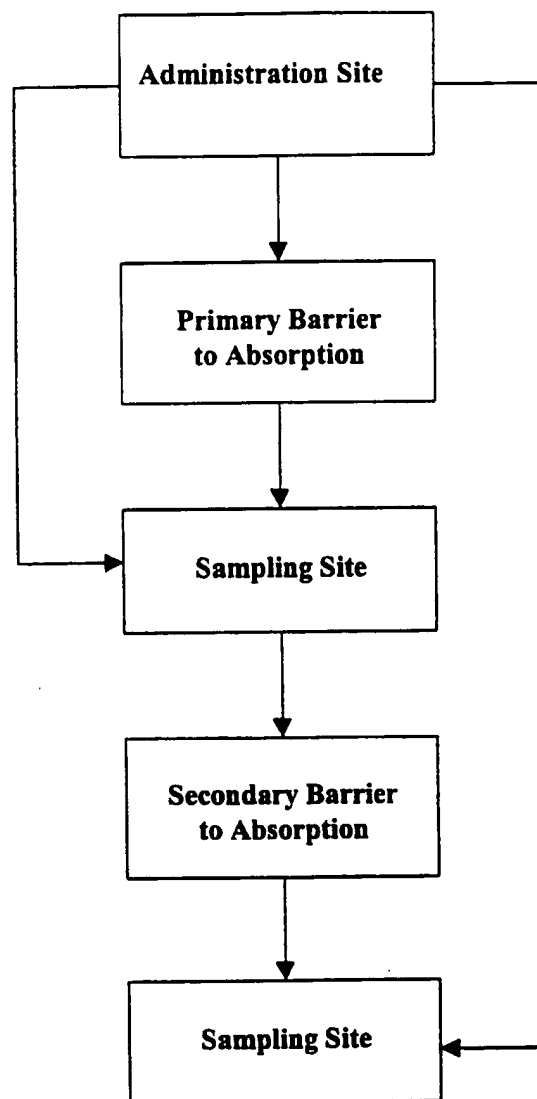 Administration Site
Primary Barrier
to Absorption
Sampling Site
Secondary Barrier
to Absorption
Sampling Site